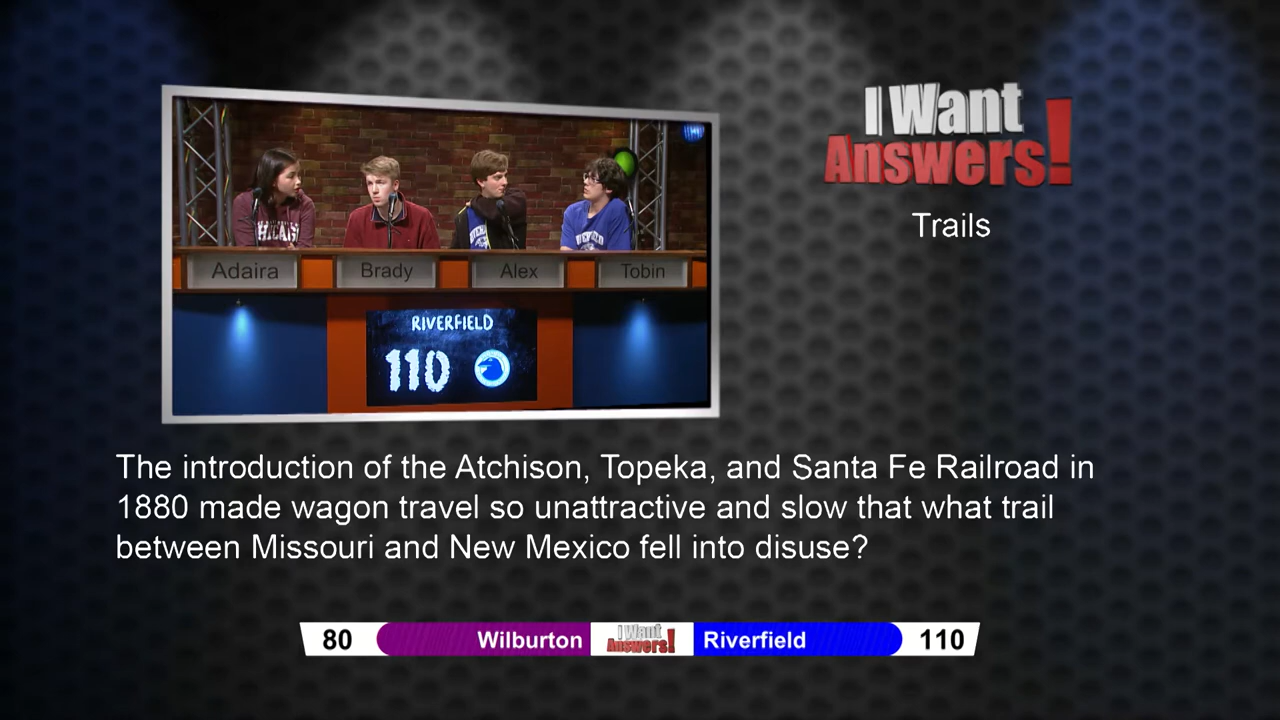 I Want
Answers!
Trails
Adaira
Brady
Alex
Tobin
RIVERFIELD
110
The introduction of the Atchison, Topeka, and Santa Fe Railroad in
1880 made wagon travel so unattractive and slow that what trail
between Missouri and New Mexico fell into disuse?
80 Wilburton I Want Answers! Riverfield 110